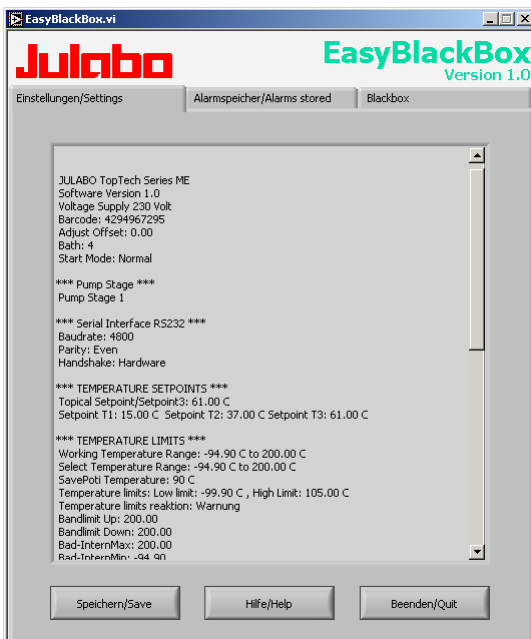 EasyBlackBox.vi
Julabo
EasyBlackBox
Version 1.0
Einstellungen/Settings
Alarmspeicher/Alarms stored
Blackbox
JULABO TopTech Series ME
Software Version 1.0
Voltage Supply 230 Volt
Barcode: 4294967295
Adjust Offset: 0.00
Bath: 4
Start Mode: Normal
*** Pump Stage ***
Pump Stage 1
*** Serial Interface RS232 ***
Baudrate: 4800
Parity: Even
Handshake: Hardware
*** TEMPERATURE SETPOINTS ***
Topical Setpoint/Setpoint3: 61.00 C
Setpoint T1: 15.00 C Setpoint T2: 37.00 C Setpoint T3: 61.00 C
*** TEMPERATURE LIMITS ***
Working Temperature Range: -94.90 C to 200.00 C
Select Temperature Range: -94.90 C to 200.00 C
SavePoti Temperature: 90 C
Temperature limits: Low limit: -99.90 C , High Limit: 105.00 C
Temperature limits reaktion: Warnung
Bandlimit Up: 200.00
Bandlimit Down: 200.00
Bad-InternMax: 200.00
Bad-InternMin: -94.90
Speichern/Save
Hilfe/Help
Beenden/Quit